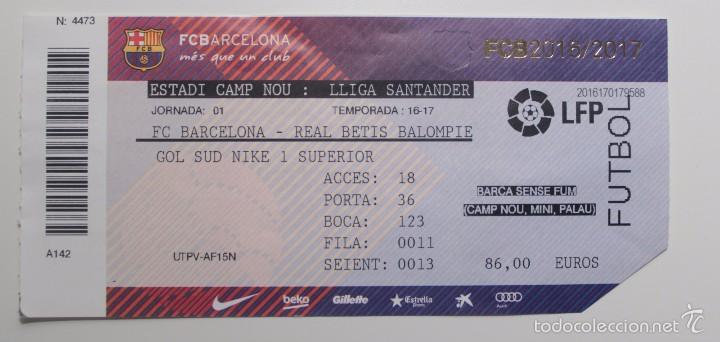 N: 4473
FCBARCELONA
més que un club
FCB2016/2017
ESTADI CAMP NOU : LLIGA SANTANDER
2016170179588
JORNADA: 01 TEMPORADA: 16-17
LFP
FC BARCELONA - REAL BETIS BALOMPIE
GOL SUD NIKE 1 SUPERIOR
FUTBOL
ACCES: 18
BARCA SENSE FUM
PORTA: 36
(CAMP NOU, MINI, PALAU)
BOCA: 123
FILA: 0011
A142
UTPV-AF15N
SEIENT: 0013 86,00 EUROS
beko
Gillette
Estrella
Damm
Audi
todocoleccion.net